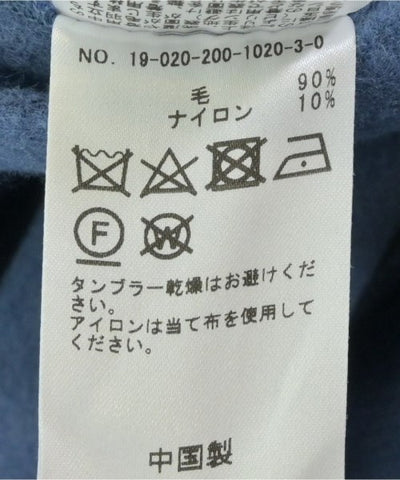 NO. 19-020-200-1020-3-0
毛 90%
ナイロン 10%
F
W
タンブラー乾燥はお避けくだ
さい。
アイロンは当て布を使用して
ください。
中国製